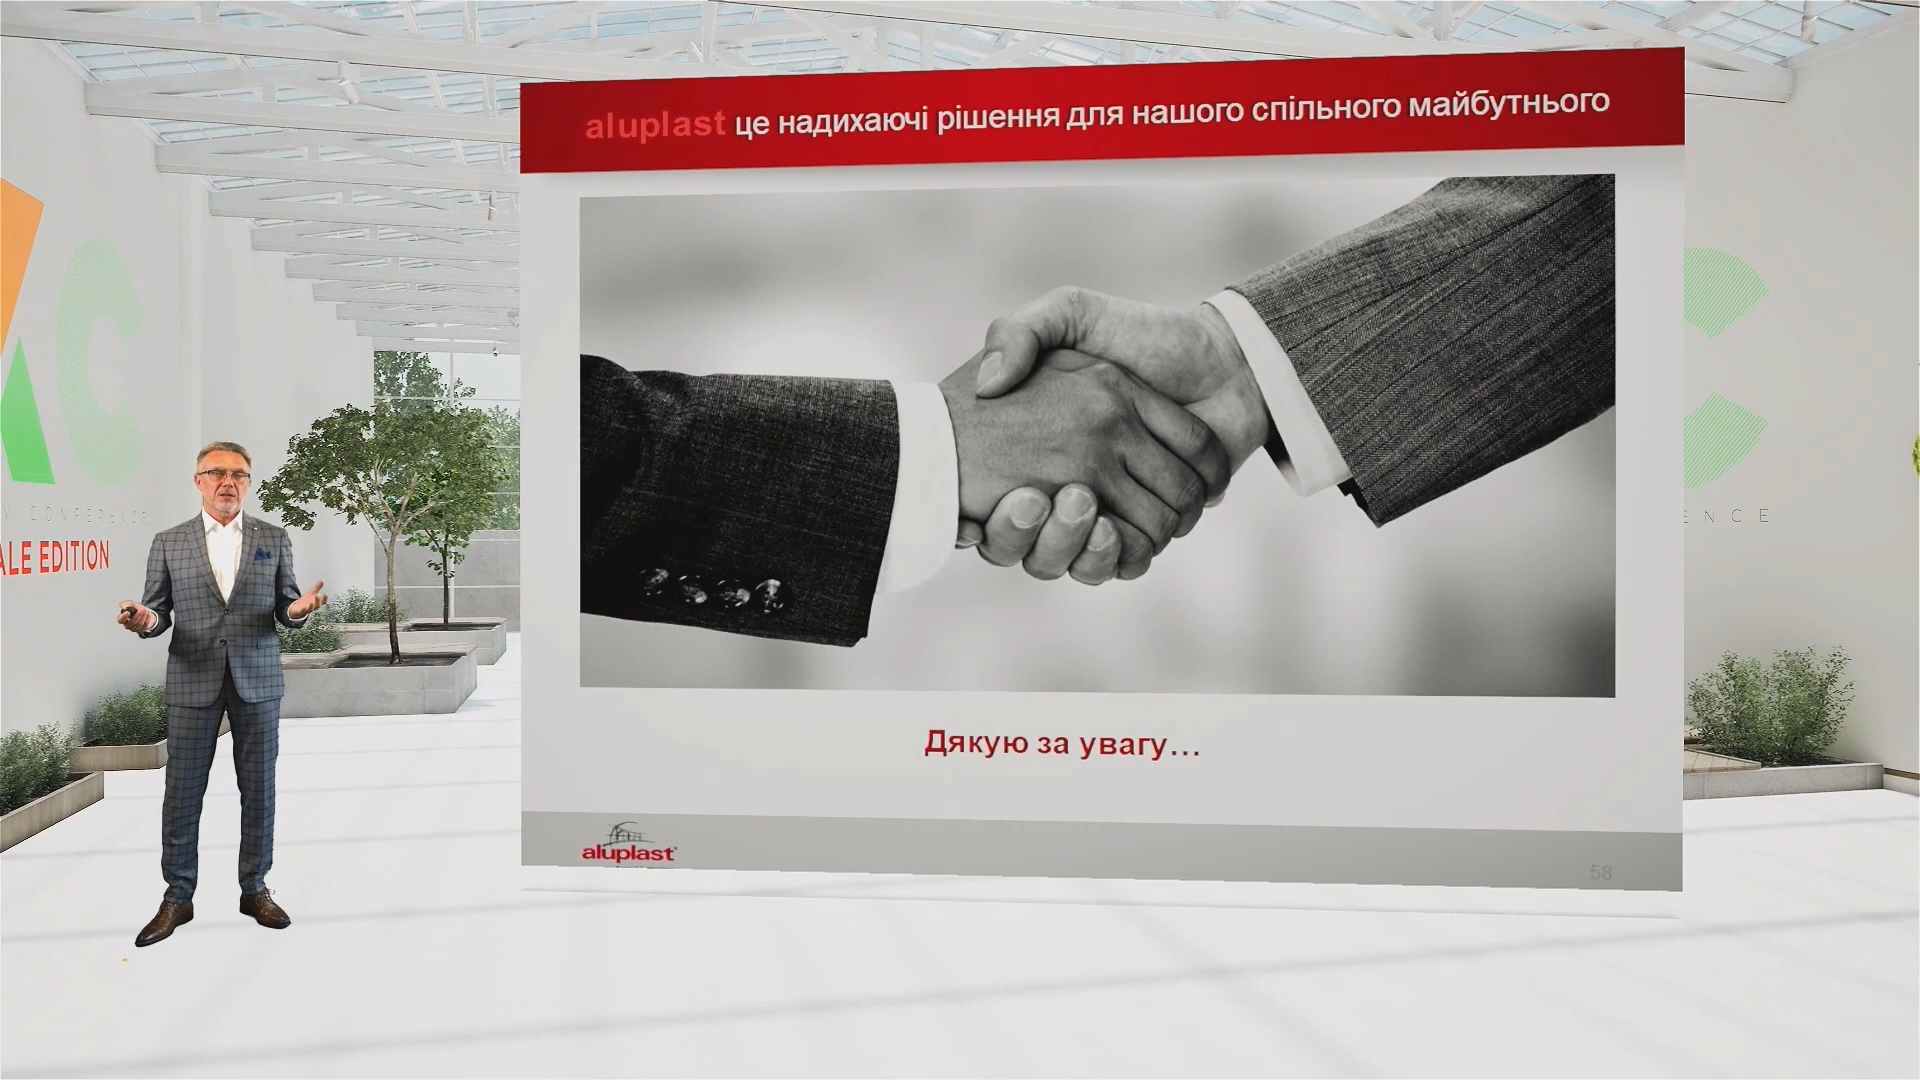 aluplast це надихаючі рішення для нашого спільного майбутнього
Дякую за увагу...
aluplast
58
C
CONFERENCE
ALE EDITION
C
ENCE